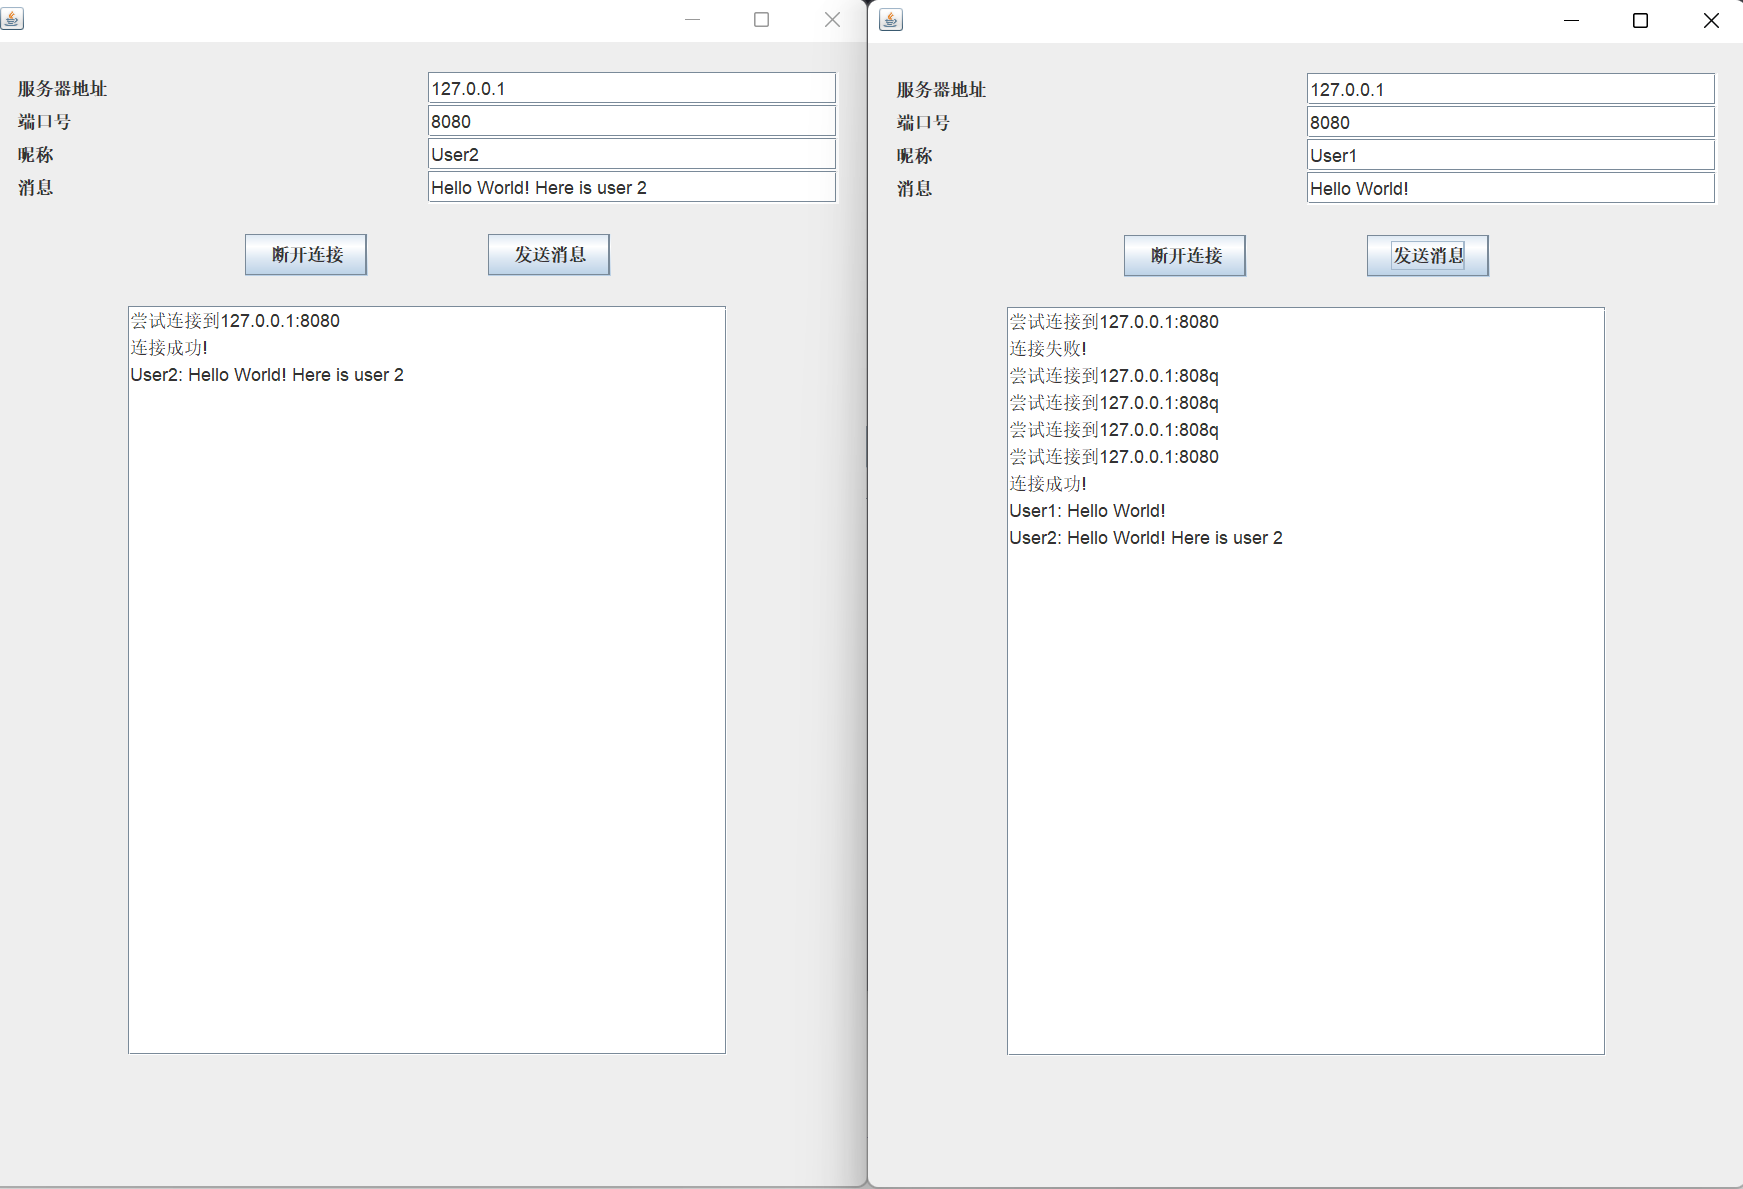 服务器地址 127.0.0.1
端口号 8080
昵称 User2
消息 Hello World! Here is user 2
断开连接 发送消息
尝试连接到127.0.0.1:8080
连接成功!
User2: Hello World! Here is user 2
服务器地址 127.0.0.1
端口号 8080
昵称 User1
消息 Hello World!
断开连接 发送消息
尝试连接到127.0.0.1:8080
连接失败!
尝试连接到127.0.0.1:808q
尝试连接到127.0.0.1:808q
尝试连接到127.0.0.1:808q
尝试连接到127.0.0.1:8080
连接成功!
User1: Hello World!
User2: Hello World! Here is user 2